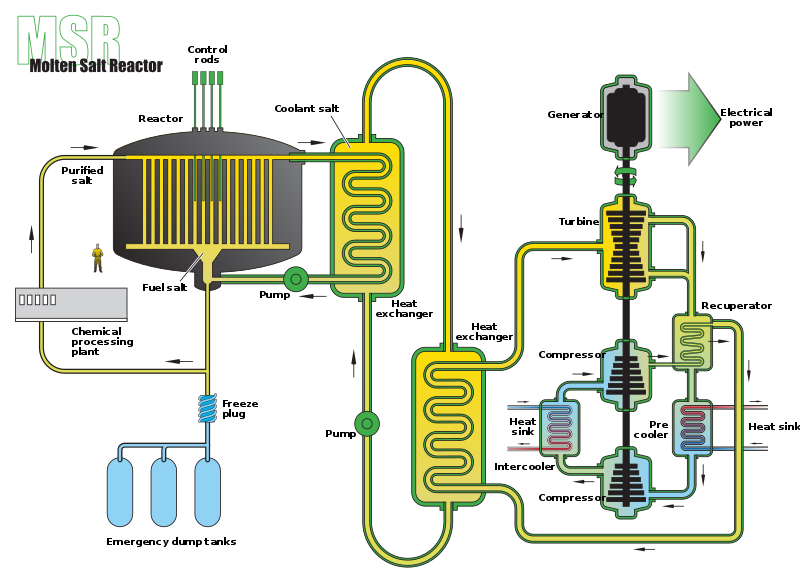 MSR
Molten Salt Reactor
Control
rods
Reactor
Coolant salt
Generator
Electrical
power
Purified
salt
Turbine
Fuel salt
Pump
Heat
exchanger
Recuperator
Chemical
processing
plant
Heat
exchanger
Compressor
Freeze
plug
Pump
Heat
sink
Pre
cooler
Heat sink
Intercooler
Compressor
Emergency dump tanks